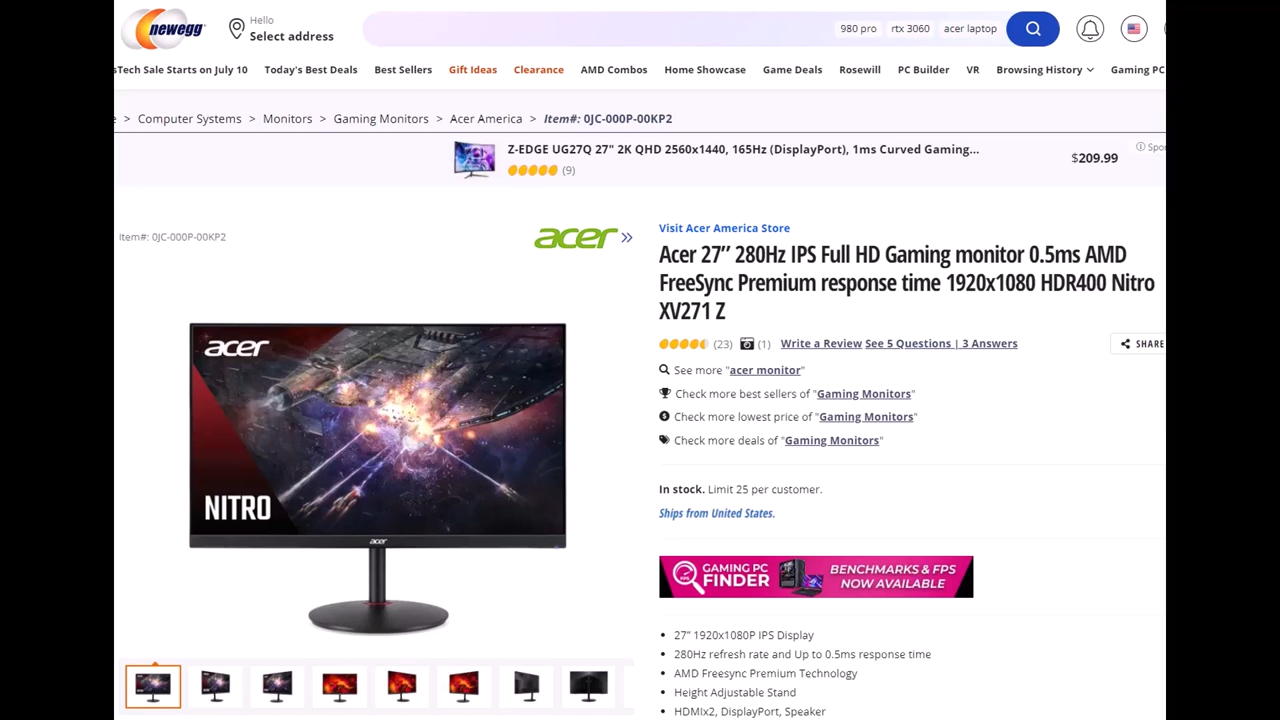 newegg
Hello
Select address
980 pro
rtx 3060
acer laptop
sTech Sale Starts on July 10
Today's Best Deals
Best Sellers
Gift Ideas
Clearance
AMD Combos
Home Showcase
Game Deals
Rosewill
PC Builder
VR
Browsing History
Gaming PC
e > Computer Systems > Monitors > Gaming Monitors > Acer America > Item#: 0JC-000P-00KP2
Z-EDGE UG27Q 27" 2K QHD 2560x1440, 165Hz (DisplayPort), 1ms Curved Gaming...
(9)
$209.99
Spo
Item#: 0JC-000P-00KP2
acer
Visit Acer America Store
Acer 27” 280Hz IPS Full HD Gaming monitor 0.5ms AMD
FreeSync Premium response time 1920x1080 HDR400 Nitro
XV271 Z
(23) (1) Write a Review See 5 Questions | 3 Answers
SHARE
See more "acer monitor"
Check more best sellers of "Gaming Monitors"
Check more lowest price of "Gaming Monitors"
Check more deals of "Gaming Monitors"
In stock. Limit 25 per customer.
Ships from United States.
acer
NITRO
acer
FPS
GAMING PC
FINDER
BENCHMARKS & FPS
NOW AVAILABLE
• 27" 1920x1080P IPS Display
• 280Hz refresh rate and Up to 0.5ms response time
• AMD Freesync Premium Technology
• Height Adjustable Stand
• HDMIx2, DisplayPort, Speaker